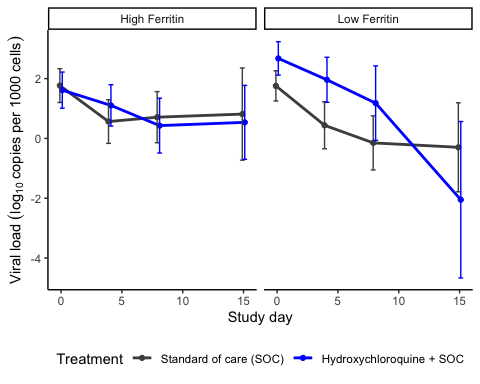 High Ferritin
Low Ferritin
Viral load (log10 copies per 1000 cells)
2
0
-2
-4
0 5 10 15
0 5 10 15
Study day
Treatment Standard of care (SOC) Hydroxychloroquine + SOC